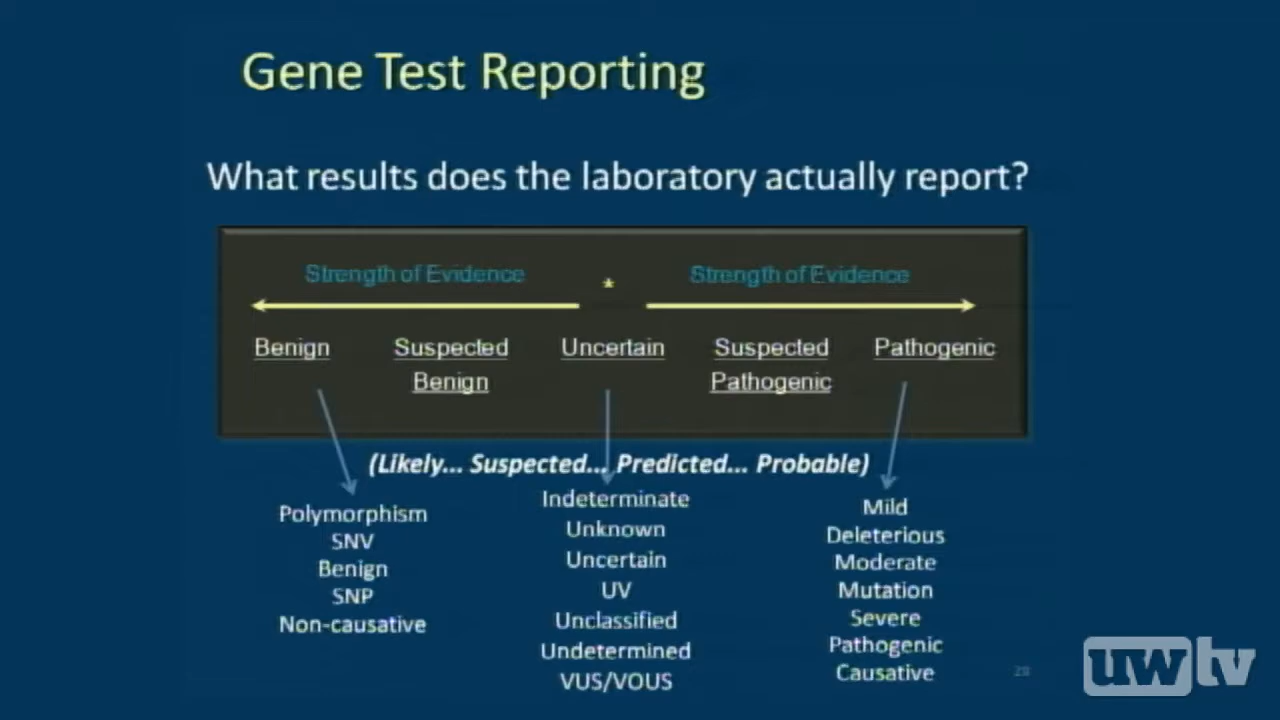 Gene Test Reporting
What results does the laboratory actually report?
Strength of Evidence * Strength of Evidence
Benign Suspected Benign Uncertain Suspected Pathogenic Pathogenic
(Likely... Suspected... Predicted... Probable)
Polymorphism
SNV
Benign
SNP
Non-causative
Indeterminate
Unknown
Uncertain
UV
Unclassified
Undetermined
VUS/VOUS
Mild
Deleterious
Moderate
Mutation
Severe
Pathogenic
Causative
28
uwtv